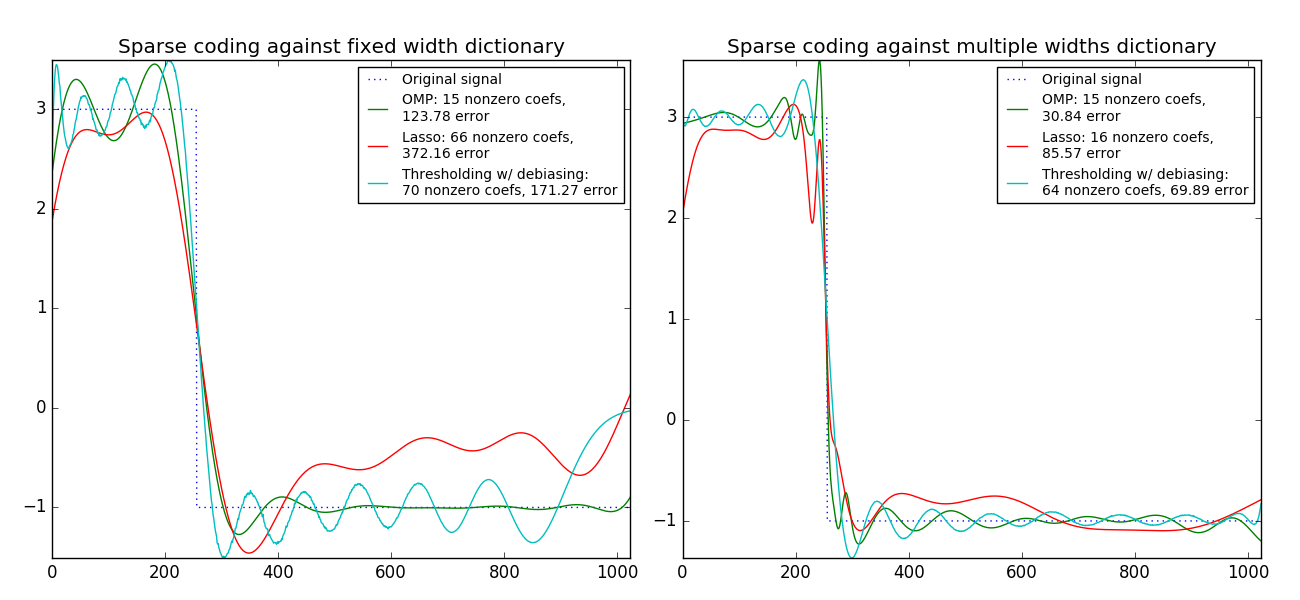 Sparse coding against fixed width dictionary
Original signal
OMP: 15 nonzero coefs,
123.78 error
Lasso: 66 nonzero coefs,
372.16 error
Thresholding w/ debiasing:
70 nonzero coefs, 171.27 error
3
2
1
0
−1
0 200 400 600 800 1000
Sparse coding against multiple widths dictionary
Original signal
OMP: 15 nonzero coefs,
30.84 error
Lasso: 16 nonzero coefs,
85.57 error
Thresholding w/ debiasing:
64 nonzero coefs, 69.89 error
3
2
1
0
−1
0 200 400 600 800 1000